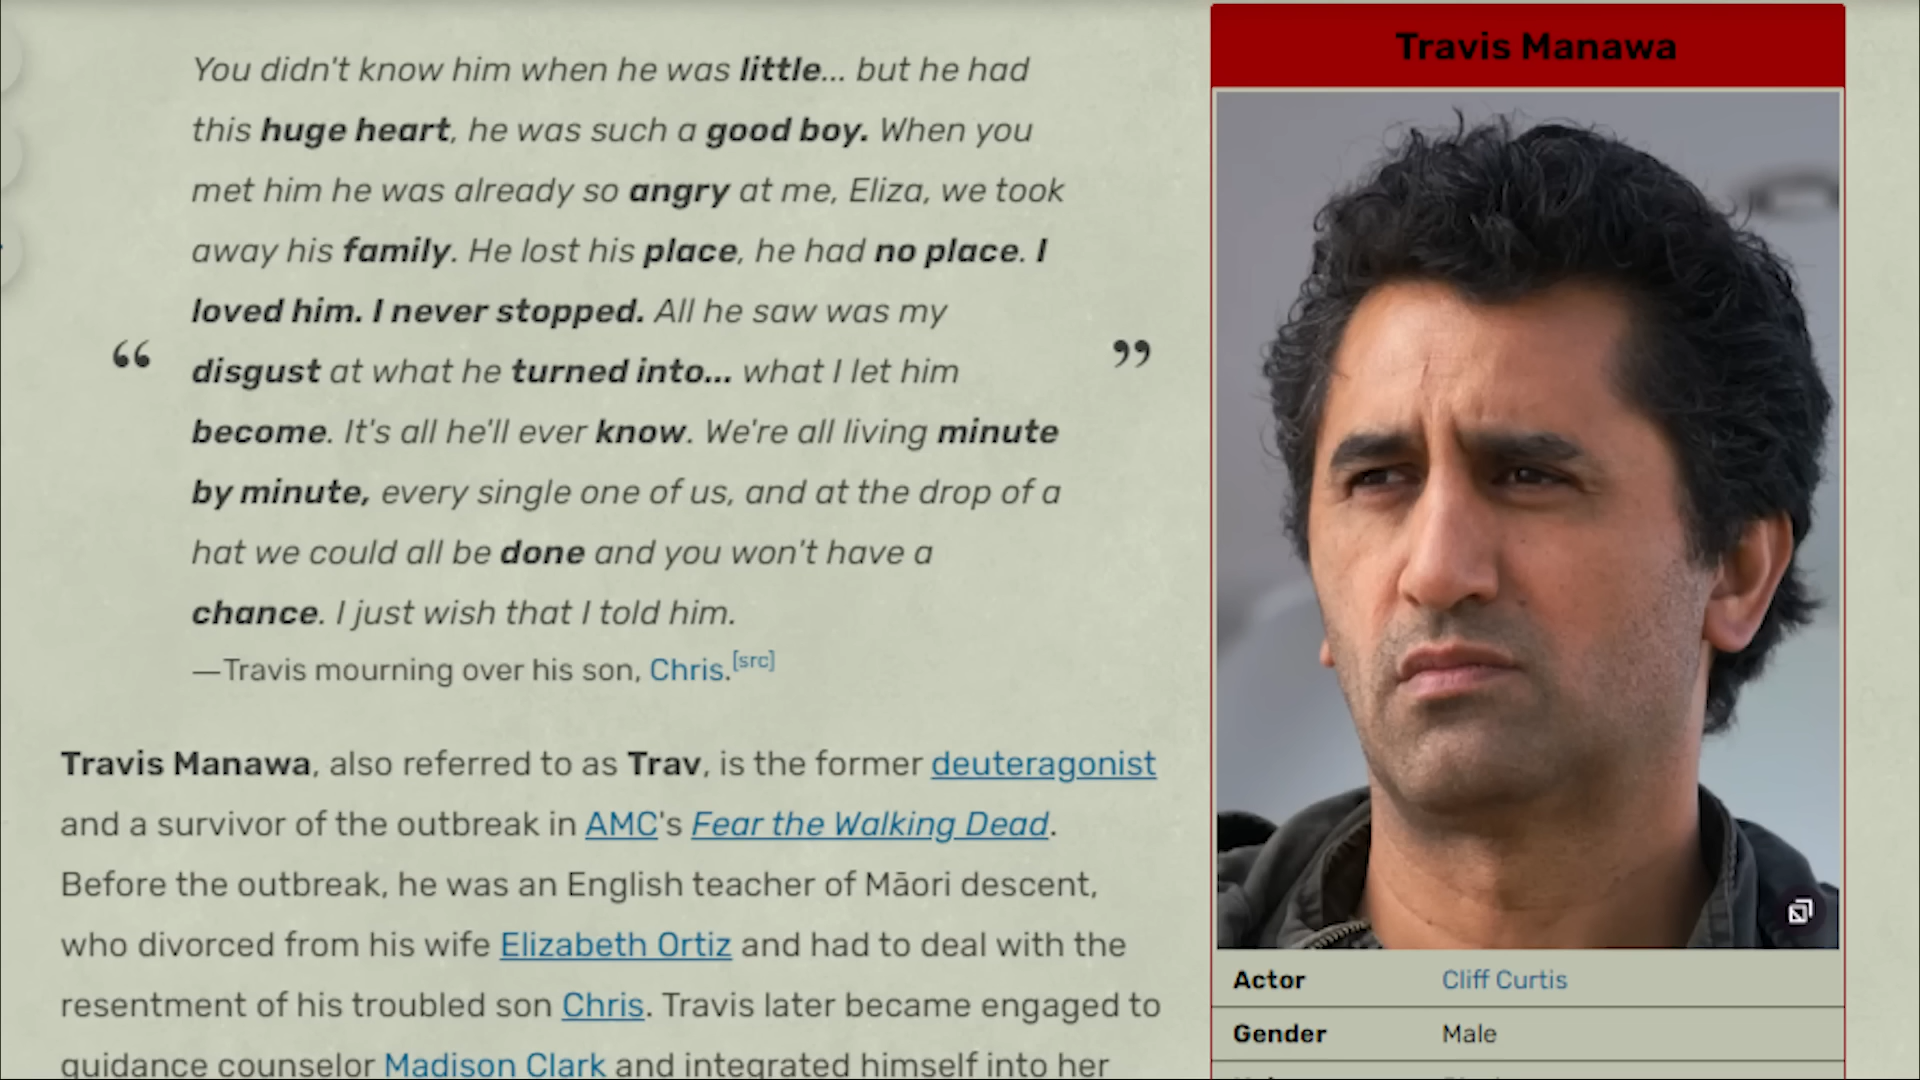 You didn't know him when he was little... but he had
this huge heart, he was such a good boy. When you
met him he was already so angry at me, Eliza, we took
away his family. He lost his place, he had no place. I
loved him. I never stopped. All he saw was my
“ disgust at what he turned into... what I let him ”
become. It's all he'll ever know. We're all living minute
by minute, every single one of us, and at the drop of a
hat we could all be done and you won't have a
chance. I just wish that I told him.
—Travis mourning over his son, Chris.[src]
Travis Manawa, also referred to as Trav, is the former deuteragonist
and a survivor of the outbreak in AMC's Fear the Walking Dead.
Before the outbreak, he was an English teacher of Māori descent,
who divorced from his wife Elizabeth Ortiz and had to deal with the
resentment of his troubled son Chris. Travis later became engaged to
guidance counselor Madison Clark and integrated himself into her
Travis Manawa
Actor Cliff Curtis
Gender Male